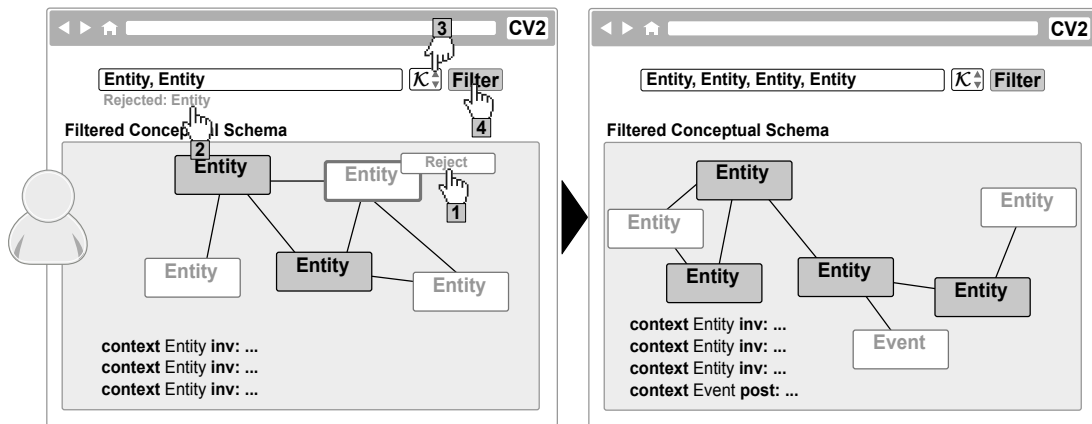 3
CV2
Entity, Entity
K
Filter
Rejected: Entity
4
Filtered Conceptual Schema
2
Entity
Entity
Reject
1
Entity
Entity
Entity
context Entity inv: ...
context Entity inv: ...
context Entity inv: ...
CV2
Entity, Entity, Entity, Entity
K
Filter
Filtered Conceptual Schema
Entity
Entity
Entity
Entity
Entity
Entity
Event
context Entity inv: ...
context Entity inv: ...
context Entity inv: ...
context Event post: ...